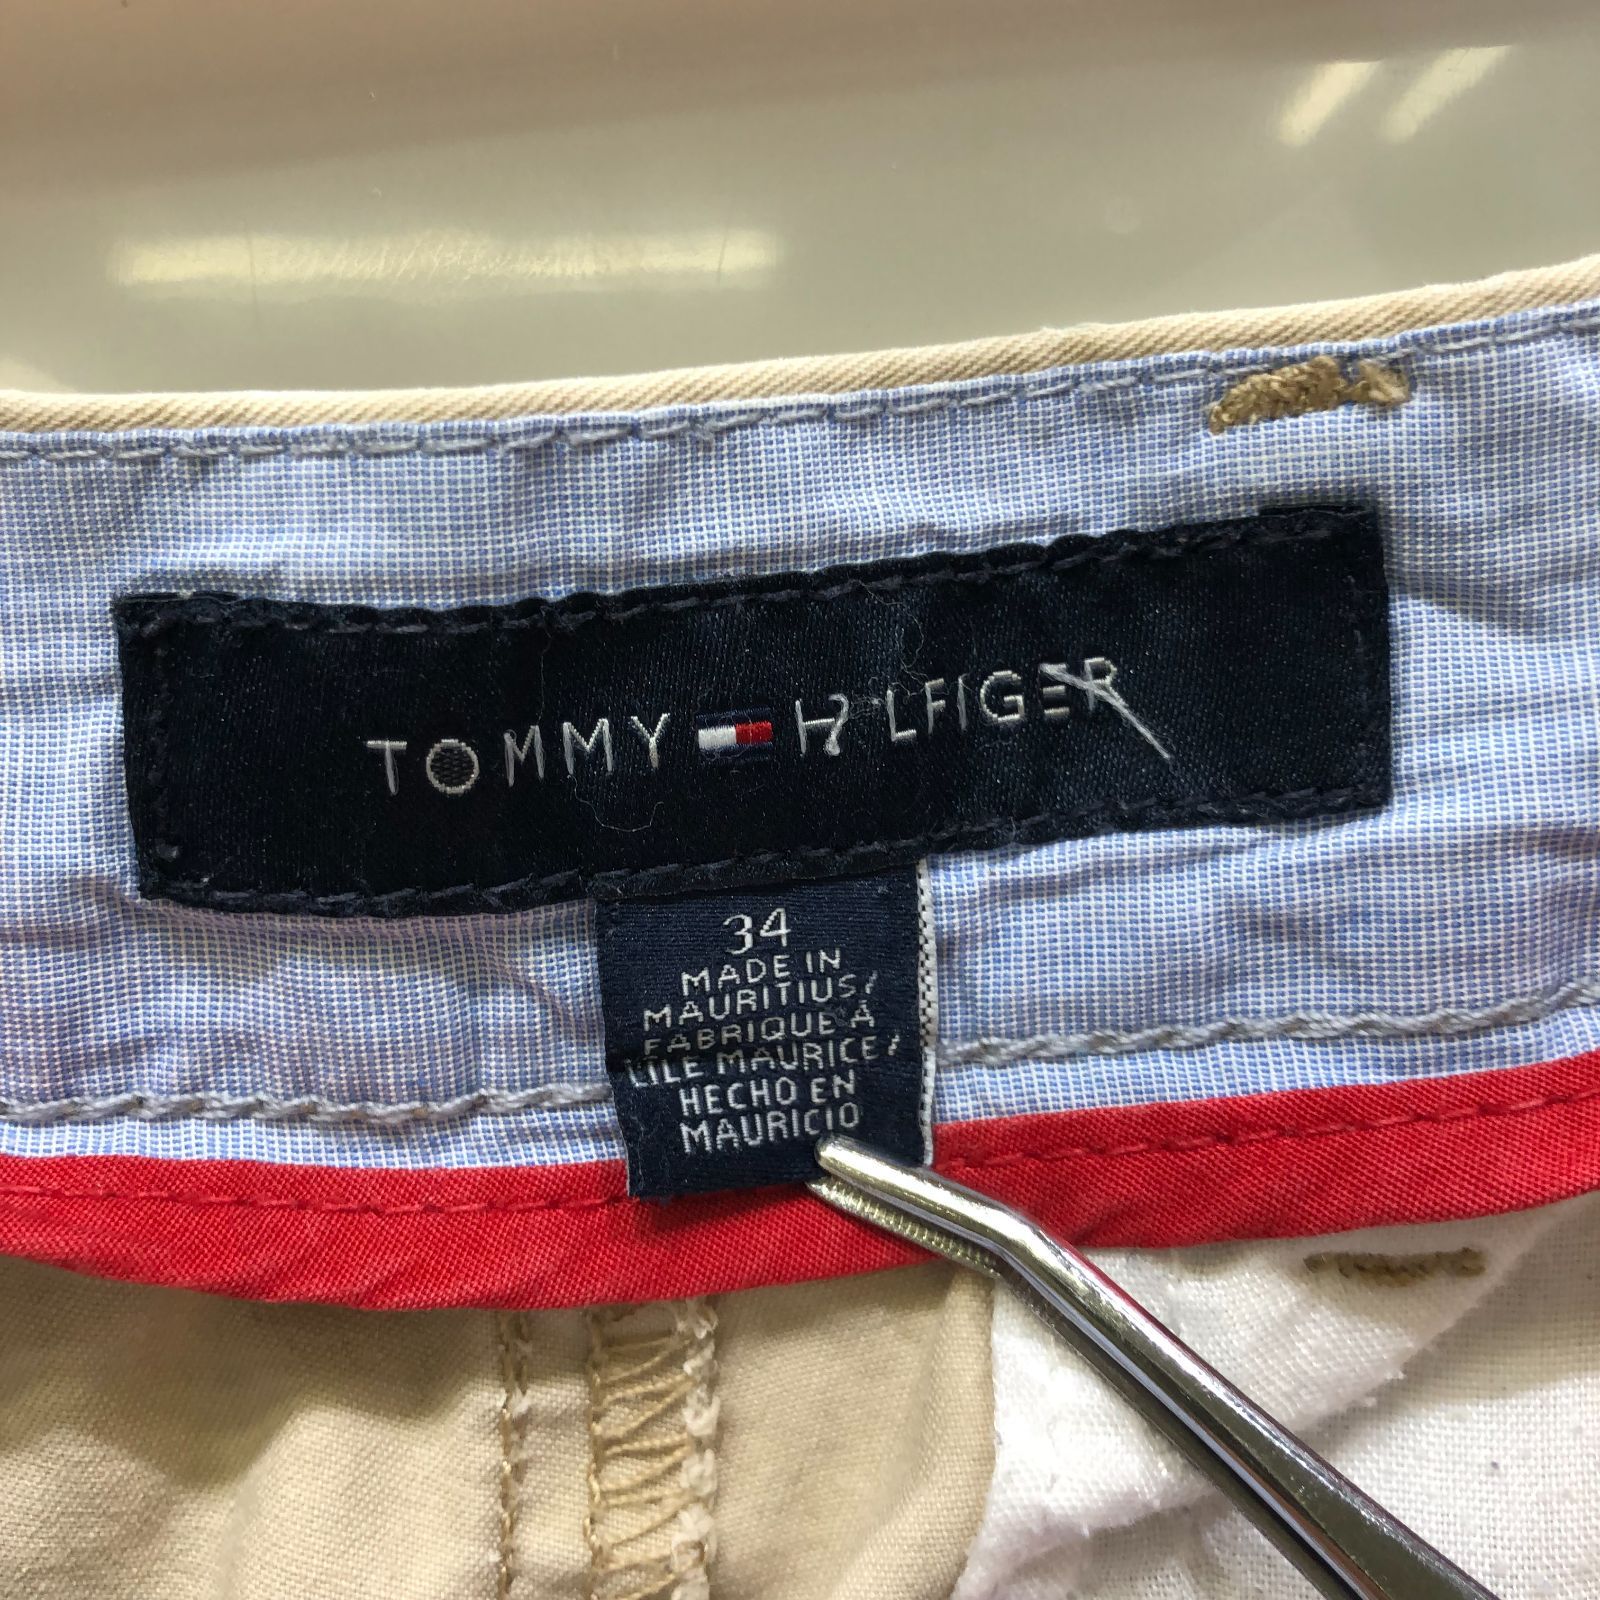 TOMMY HILFIGER
34
MADE IN
MAURITIUS/
FABRIQUE A
L'ILE MAURICE/
HECHO EN
MAURICIO